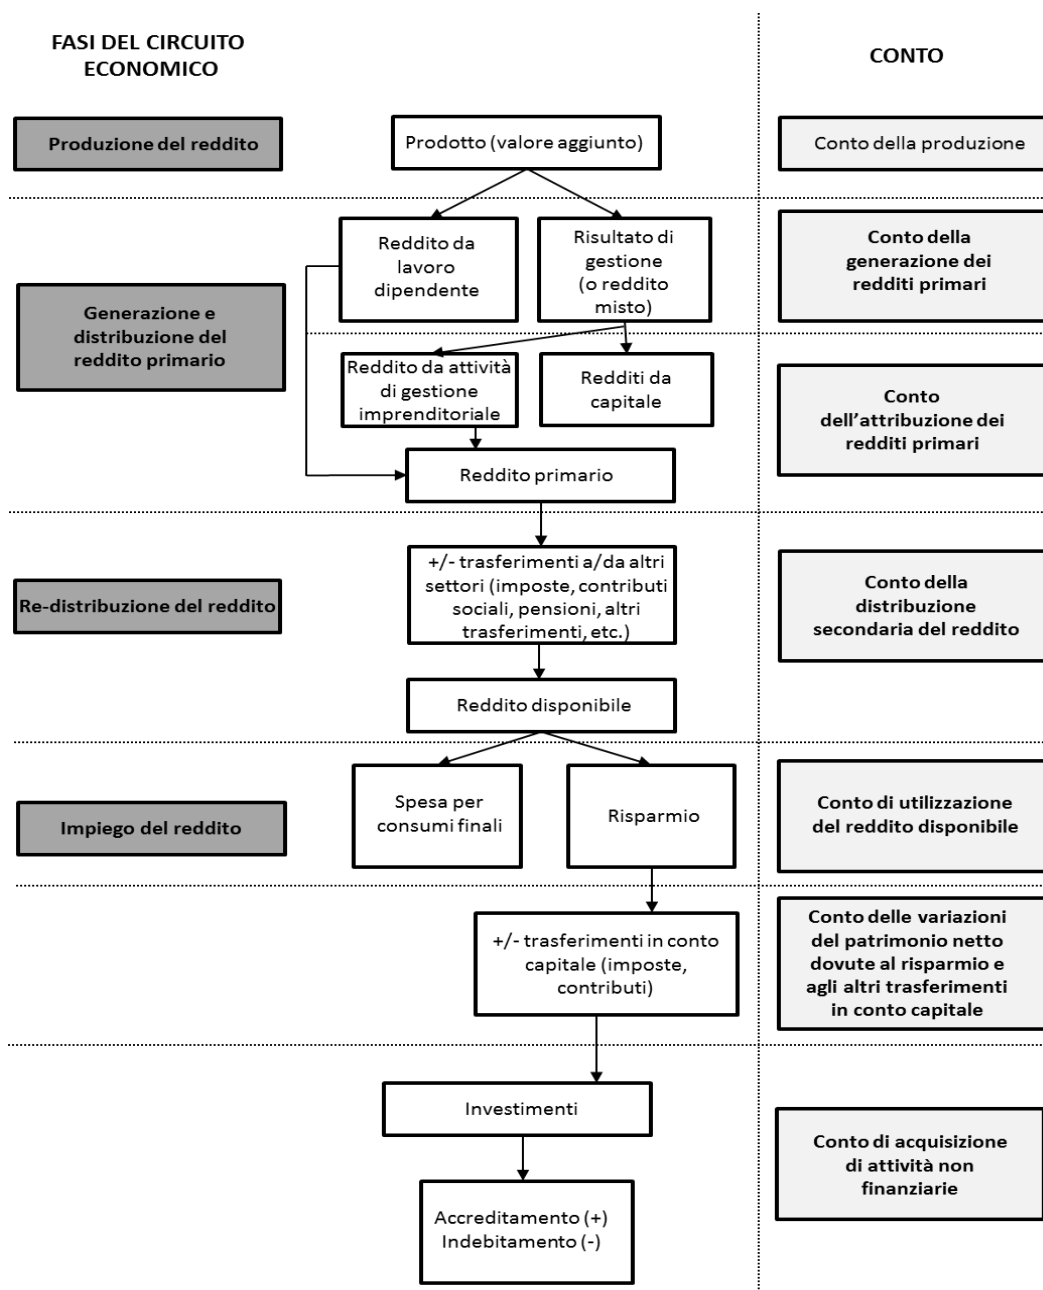 FASI DEL CIRCUITO
ECONOMICO
CONTO
Produzione del reddito
Prodotto (valore aggiunto)
Conto della produzione
Reddito da
lavoro
dipendente
Risultato di
gestione
(o reddito
misto)
Conto della
generazione dei
redditi primari
Generazione e
distribuzione del
reddito primario
Reddito da attività
di gestione
imprenditoriale
Redditi da
capitale
Conto
dell’attribuzione dei
redditi primari
Reddito primario
+/- trasferimenti a/da altri
settori (imposte, contributi
sociali, pensioni, altri
trasferimenti, etc.)
Re-distribuzione del reddito
Conto della
distribuzione
secondaria del reddito
Reddito disponibile
Impiego del reddito
Spesa per
consumi finali
Risparmio
Conto di utilizzazione
del reddito disponibile
+/- trasferimenti in conto
capitale (imposte,
contributi)
Conto delle variazioni
del patrimonio netto
dovute al risparmio e
agli altri trasferimenti
in conto capitale
Investimenti
Conto di acquisizione
di attività non
finanziarie
Accreditamento (+)
Indebitamento (-)